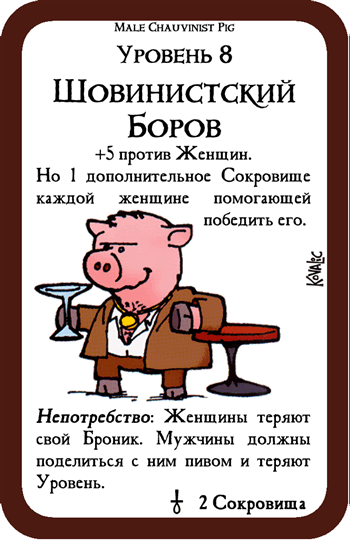 Male Chauvinist Pig
Уровень 8
Шовинистский
Боров
+5 против Женщин.
Но 1 дополнительное Сокровище
каждой женщине помогающей
победить его.
Kovalic
Непотребство: Женщины теряют
свой Броник. Мужчины должны
поделиться с ним пивом и теряют
Уровень.
2 Сокровища